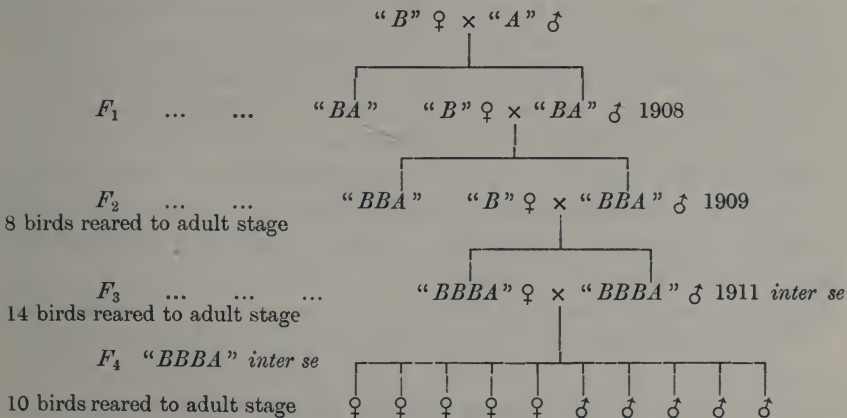 “B” ♀ × “A” ♂
F₁ ... ... “BA” “B” ♀ × “BA” ♂ 1908
F₂ ... ... “BBA” “B” ♀ × “BBA” ♂ 1909
8 birds reared to adult stage
F₃ ... ... ... “BBBA” ♀ × “BBBA” ♂ 1911 inter se
14 birds reared to adult stage
F₄ “BBBA” inter se
10 birds reared to adult stage ♀ ♀ ♀ ♀ ♀ ♂ ♂ ♂ ♂ ♂